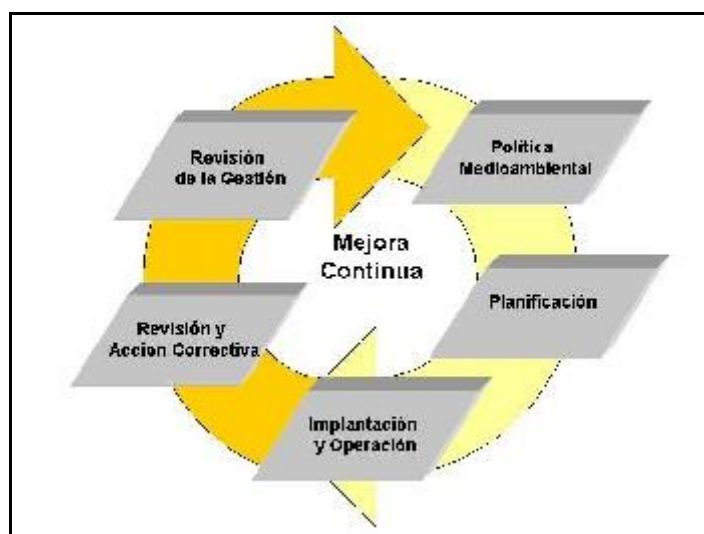 Revisión
de la Gestión
Política
Medioambiental
Mejora
Continua
Planificación
Revisión y
Accion Correctiva
Implantación
y Operación